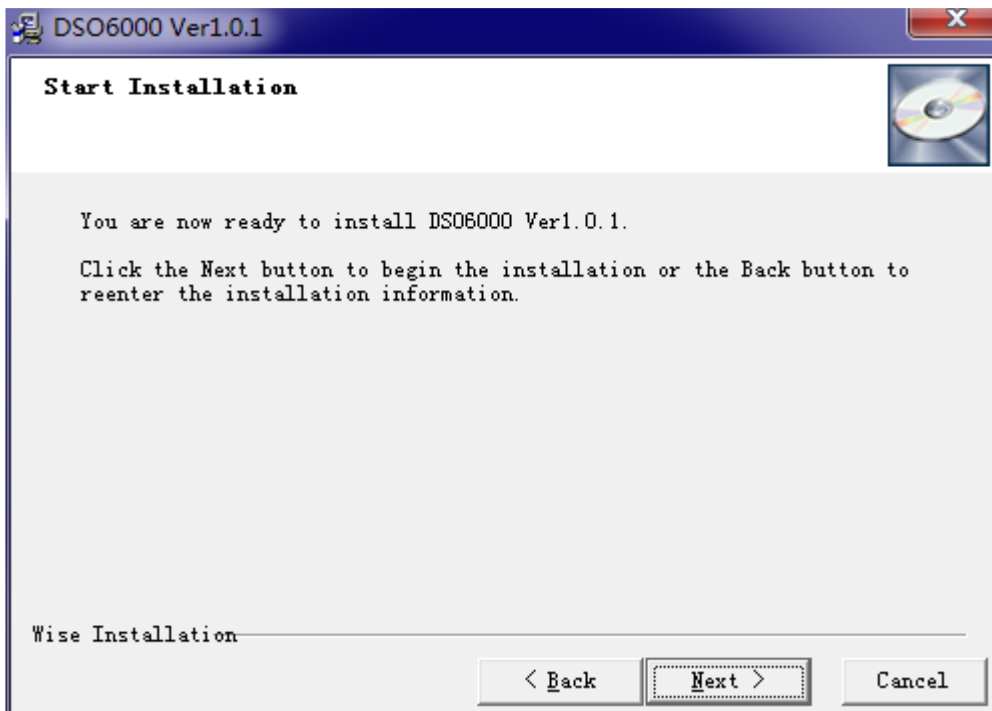 DSO6000 Ver1.0.1
Start Installation
You are now ready to install DSO6000 Ver1.0.1.
Click the Next button to begin the installation or the Back button to
reenter the installation information.
Wise Installation
< Back
Next >
Cancel